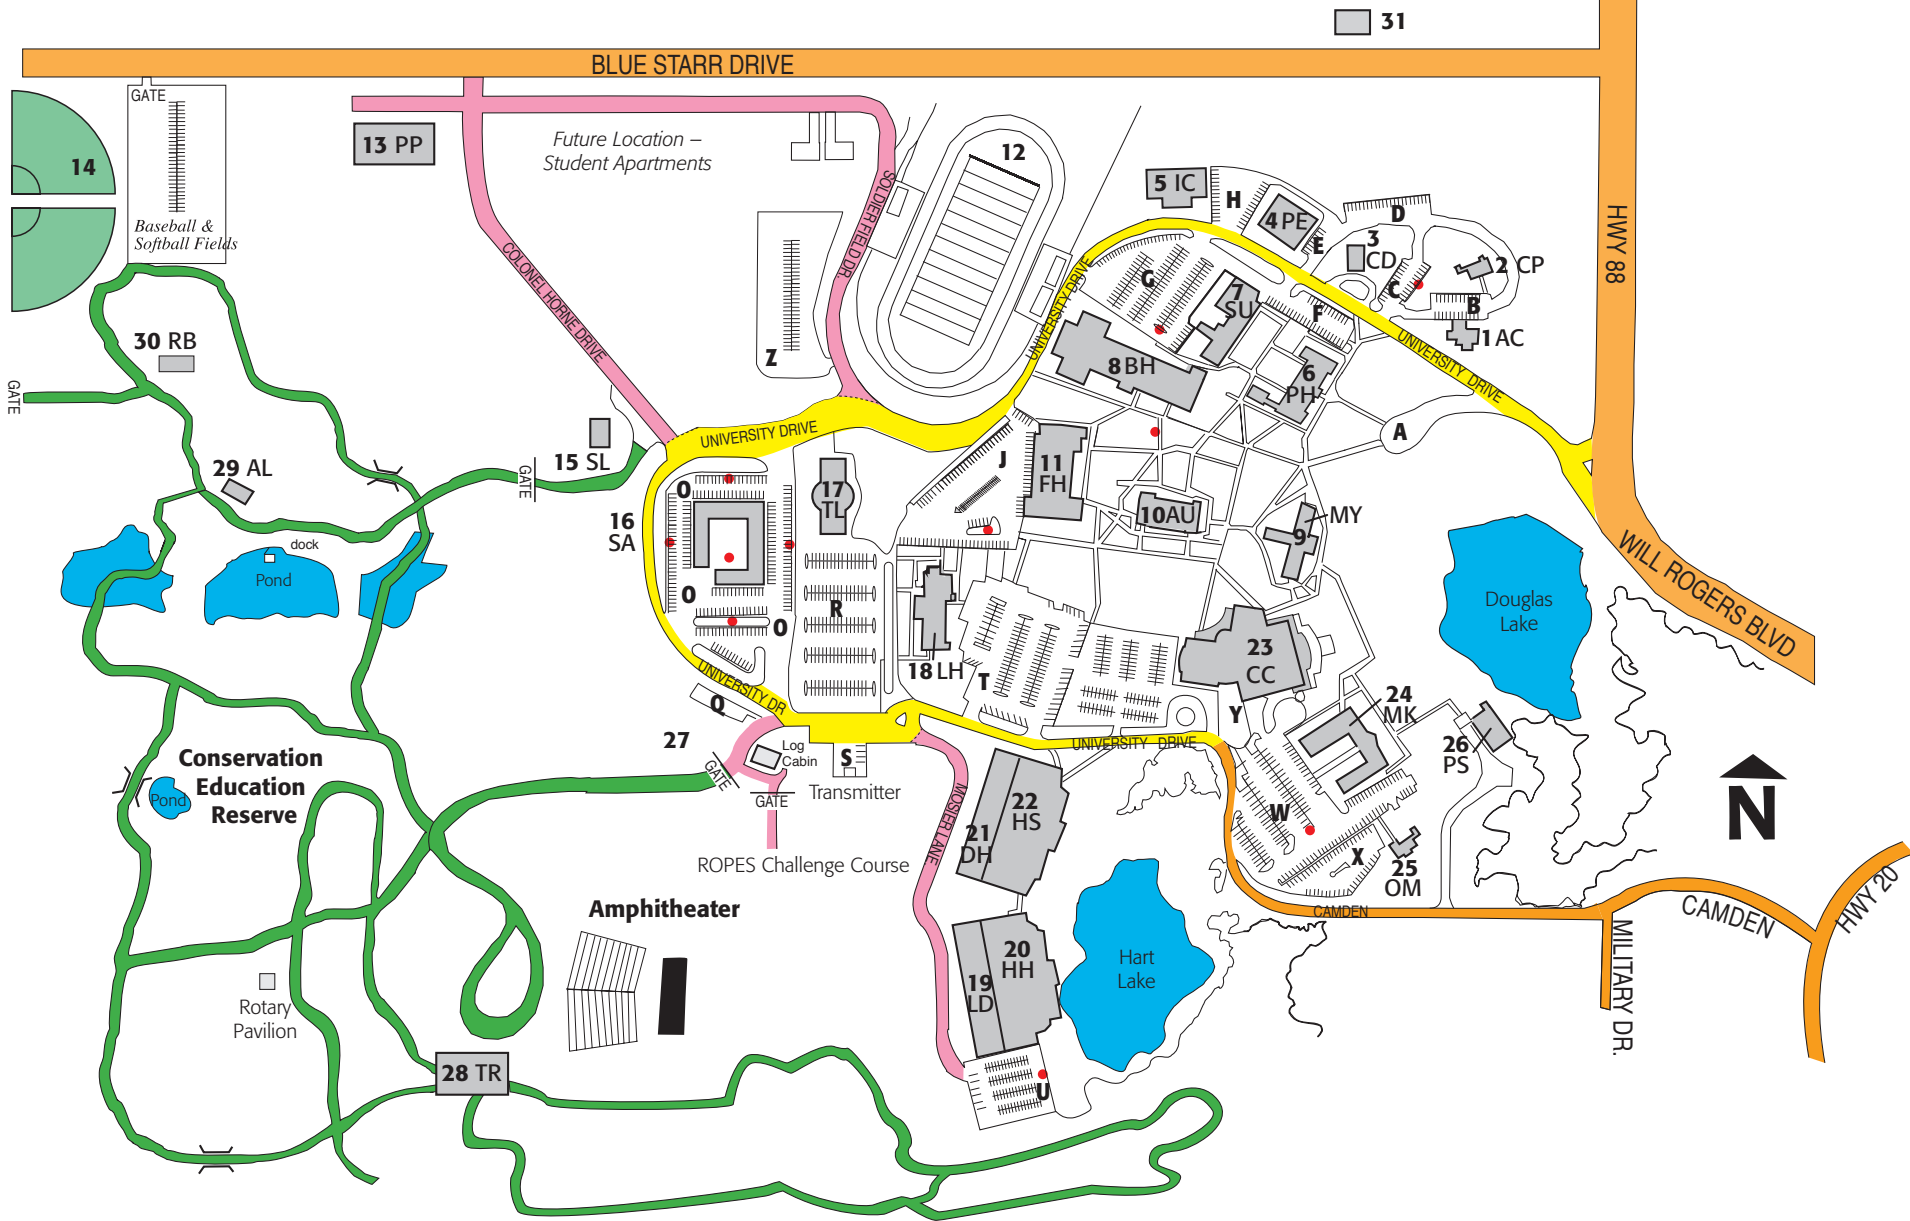 31
BLUE STARR DRIVE
GATE
14
13 PP
Future Location –
Student Apartments
12
5 IC
H
4 PE
E
D
3
CD
2 CP
C
B
1 AC
HWY 88
Baseball &
Softball Fields
SOLDIER FIELD DR.
COLONEL HORNE DRIVE
UNIVERSITY DRIVE
G
7
SU
F
UNIVERSITY DRIVE
Z
8 BH
6
PH
30 RB
GATE
A
UNIVERSITY DRIVE
15 SL
GATE
29 AL
J
11
FH
O
17
TL
16
SA
10 AU
MY
9
WILL ROGERS BLVD
dock
Pond
O
R
O
Douglas
Lake
18 LH
T
23
CC
UNIVERSITY DR
Q
Y
24
MK
26
PS
27
Log
Cabin
GATE
S
Transmitter
UNIVERSITY DRIVE
Conservation
Education
Reserve
Pond
GATE
MOSIER LANE
22
HS
21
DH
W
X
25
OM
N
ROPES Challenge Course
Amphitheater
CAMDEN
CAMDEN
HWY 20
MILITARY DR.
20
HH
19
LD
Hart
Lake
Rotary
Pavilion
28 TR
U